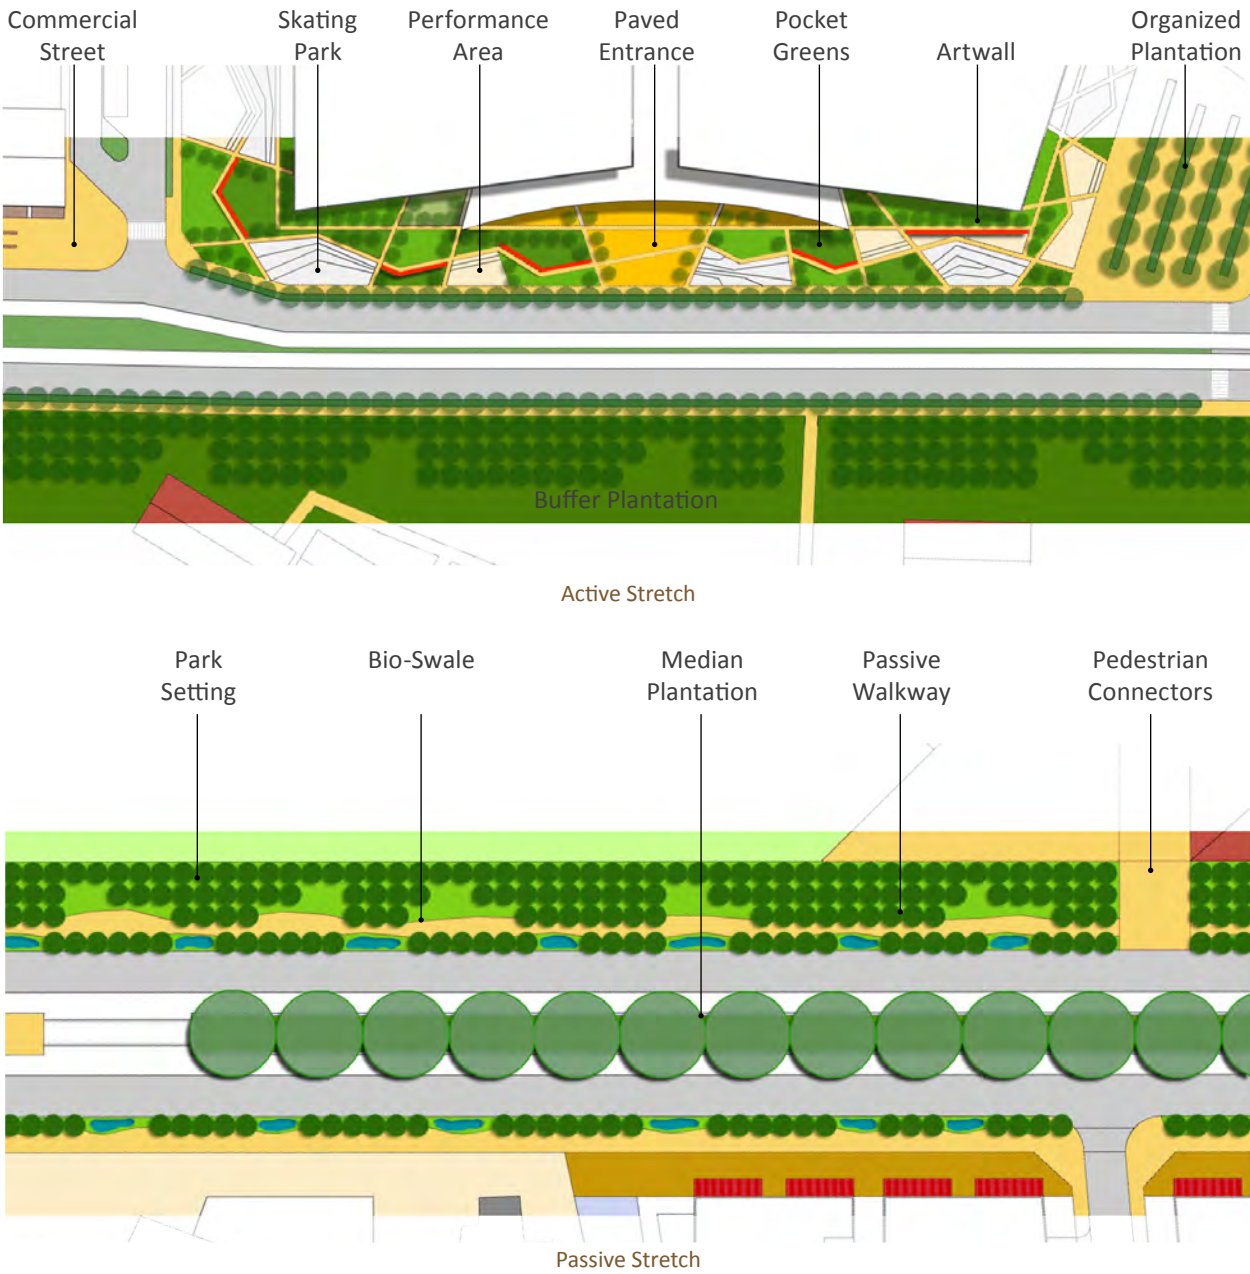 Commercial
Street
Skating
Park
Performance
Area
Paved
Entrance
Pocket
Greens
Artwall
Organized
Plantation
Buffer Plantation
Active Stretch
Park
Setting
Bio-Swale
Median
Plantation
Passive
Walkway
Pedestrian
Connectors
Passive Stretch